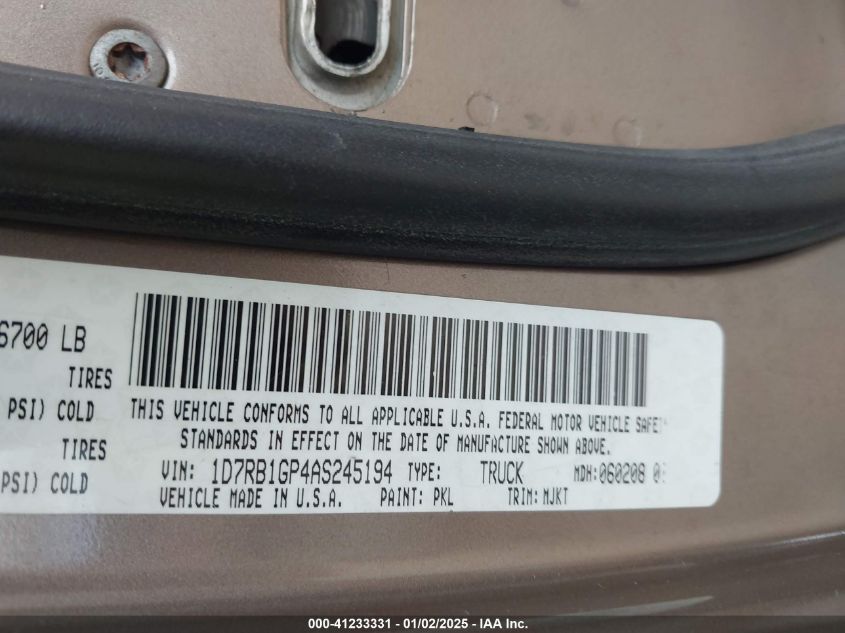 6700 LB
TIRES
PSI) COLD
TIRES
PSI) COLD
THIS VEHICLE CONFORMS TO ALL APPLICABLE U.S.A. FEDERAL MOTOR VEHICLE SAFE
STANDARDS IN EFFECT ON THE DATE OF MANUFACTURE SHOWN ABOVE.
VIN: 1D7RB1GP4AS245194 TYPE: TRUCK MDH: 060208 0
VEHICLE MADE IN U.S.A. PAINT: PKL TRIM: MJKT
000-41233331 - 01/02/2025 - © IAA Inc.